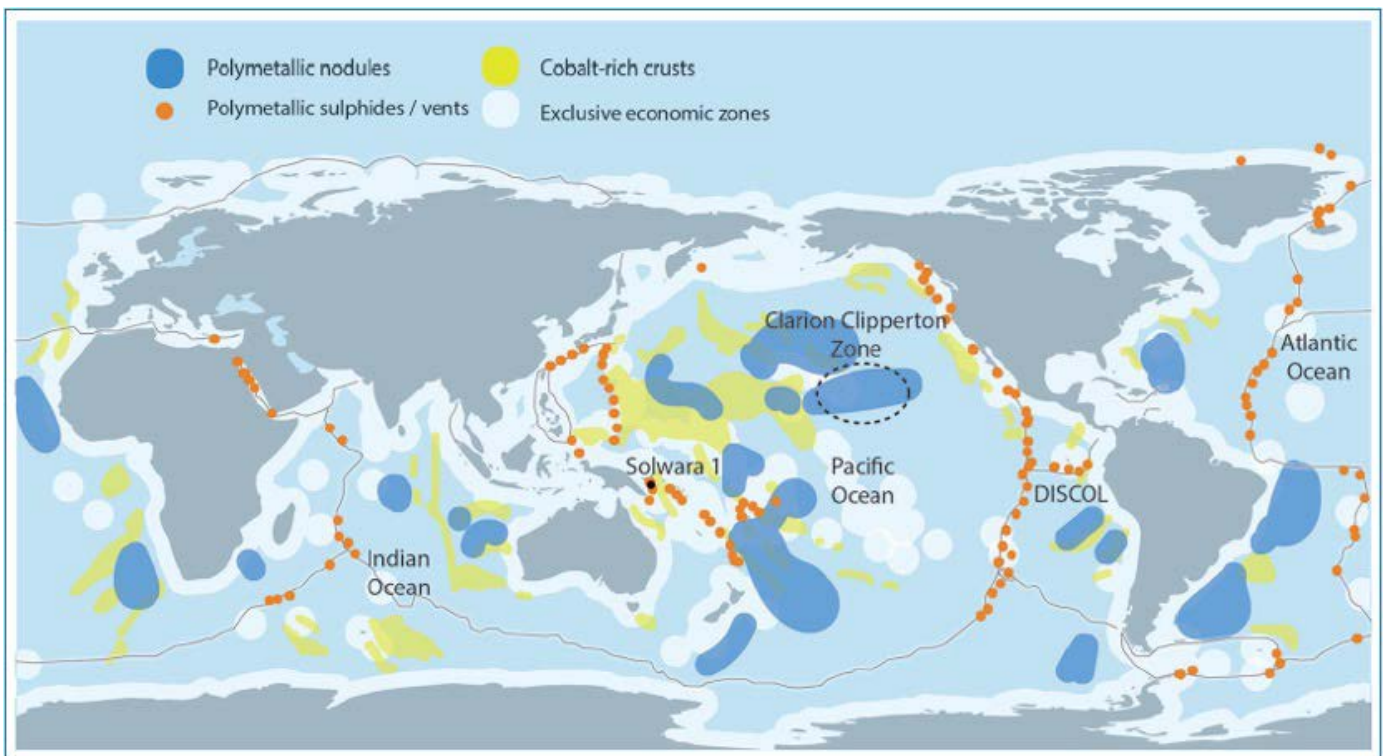 Polymetallic nodules
Cobalt-rich crusts
Polymetallic sulphides / vents
Exclusive economic zones
Clarion Clipperton
Zone
Atlantic
Ocean
Solwara 1
Pacific
Ocean
DISCOL
Indian
Ocean